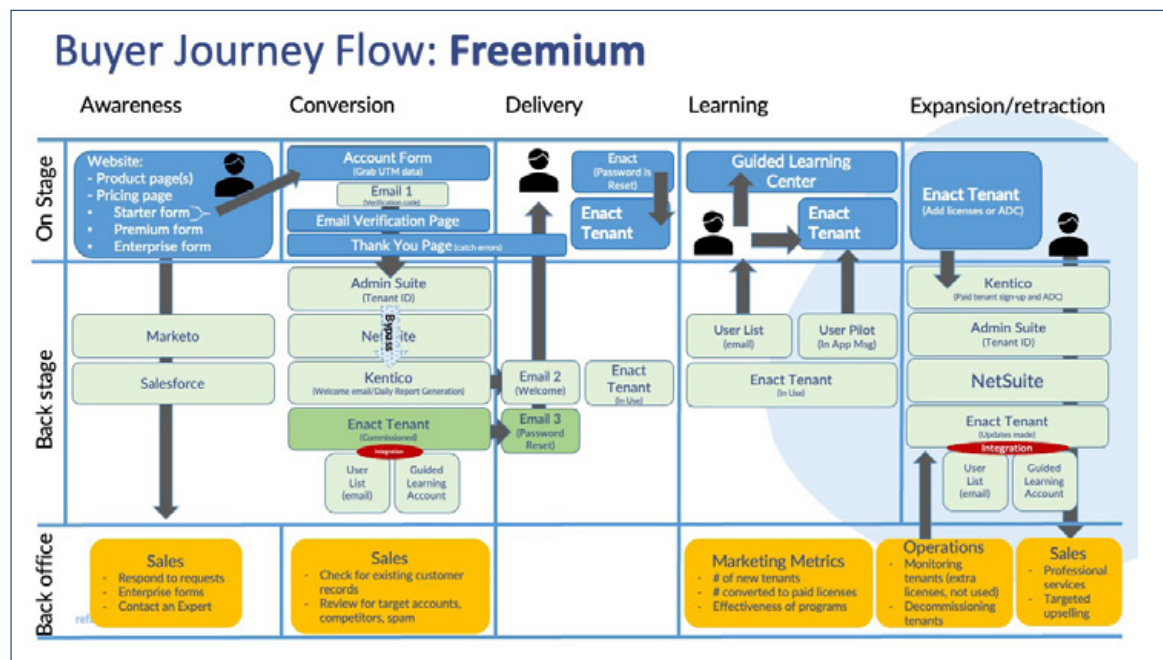 Buyer Journey Flow: Freemium
Awareness
Conversion
Delivery
Learning
Expansion/retraction
On Stage
Website:
- Product page(s)
- Pricing page
• Starter form
• Premium form
• Enterprise form
Account Form
(Grab UTM data)
Email 1
(Verification code)
Email Verification Page
Thank You Page (catch errors)
Enact
(Password is
Reset)
Enact
Tenant
Guided Learning
Center
Enact
Tenant
Enact Tenant
(Add licenses or ADC)
Back stage
Marketo
Salesforce
Admin Suite
(Tenant ID)
Bypass
Kentico
(Welcome email/Daily Report Generation)
Enact Tenant
(Commissioned)
Integration
User
List
(email)
Guided
Learning
Account
Email 2
(Welcome)
Email 3
(Password
Reset)
Enact
Tenant
(In Use)
User List
(email)
User Pilot
(In App Msg)
Enact Tenant
(In Use)
Kentico
(Paid tenant sign-up and ADC)
Admin Suite
(Tenant ID)
NetSuite
Enact Tenant
(Updates made)
Integration
User
List
(email)
Guided
Learning
Account
Back office
Sales
- Respond to requests
- Enterprise forms
- Contact an Expert
Sales
- Check for existing customer
records
- Review for target accounts,
competitors, spam
Marketing Metrics
- # of new tenants
- # converted to paid licenses
- Effectiveness of programs
Operations
- Monitoring
tenants (extra
licenses, not used)
- Decommissioning
tenants
Sales
- Professional
services
- Targeted
upselling